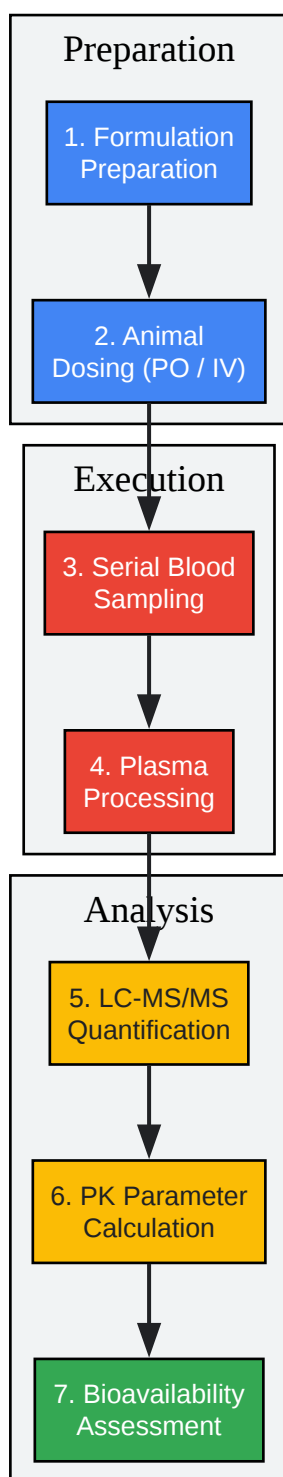 Preparation
1. Formulation
Preparation
2. Animal
Dosing (PO / IV)
Execution
3. Serial Blood
Sampling
4. Plasma
Processing
Analysis
5. LC-MS/MS
Quantification
6. PK Parameter
Calculation
7. Bioavailability
Assessment